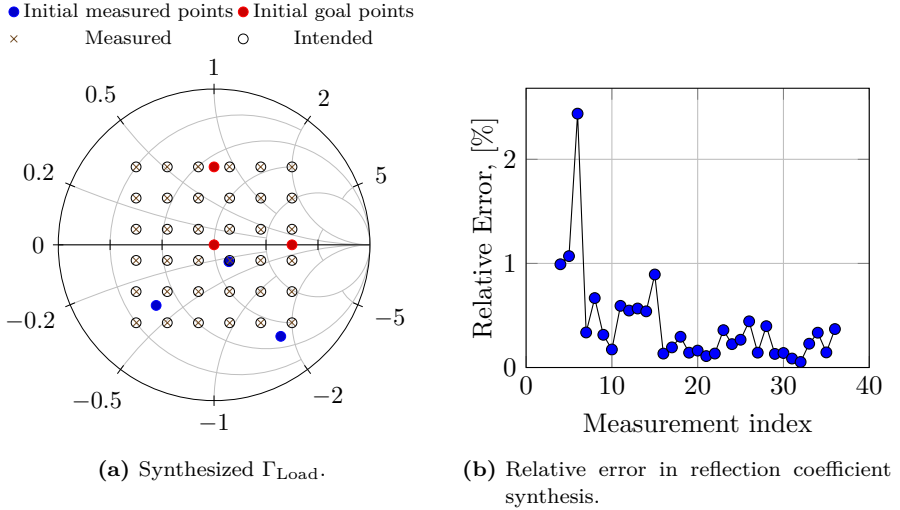 Initial measured points Initial goal points
Measured Intended
1
0.5 2
0.2 5
0
−0.2 −5
−0.5 −2
−1
(a) Synthesized Γ_Load.
Relative Error, [%]
2
1
0
0 10 20 30 40
Measurement index
(b) Relative error in reflection coefficient
synthesis.